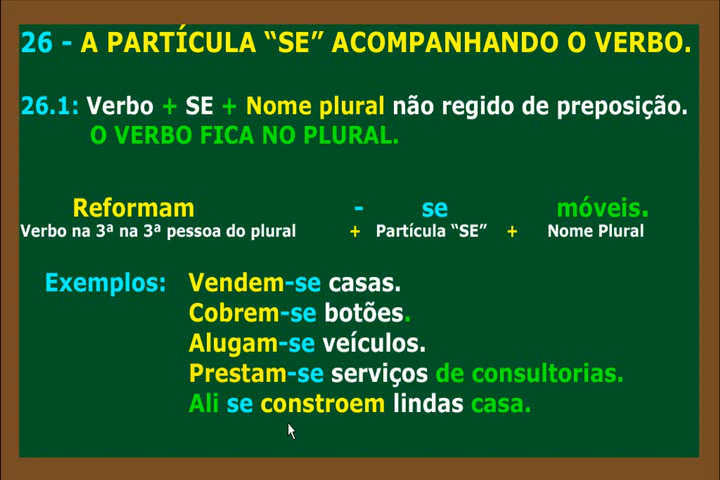 26 - A PARTÍCULA “SE” ACOMPANHANDO O VERBO.
26.1: Verbo + SE + Nome plural não regido de preposição.
O VERBO FICA NO PLURAL.
Reformam - se móveis.
Verbo na 3ª na 3ª pessoa do plural + Partícula “SE” + Nome Plural
Exemplos: Vendem-se casas.
Cobrem-se botões.
Alugam-se veículos.
Prestam-se serviços de consultorias.
Ali se constroem lindas casa.